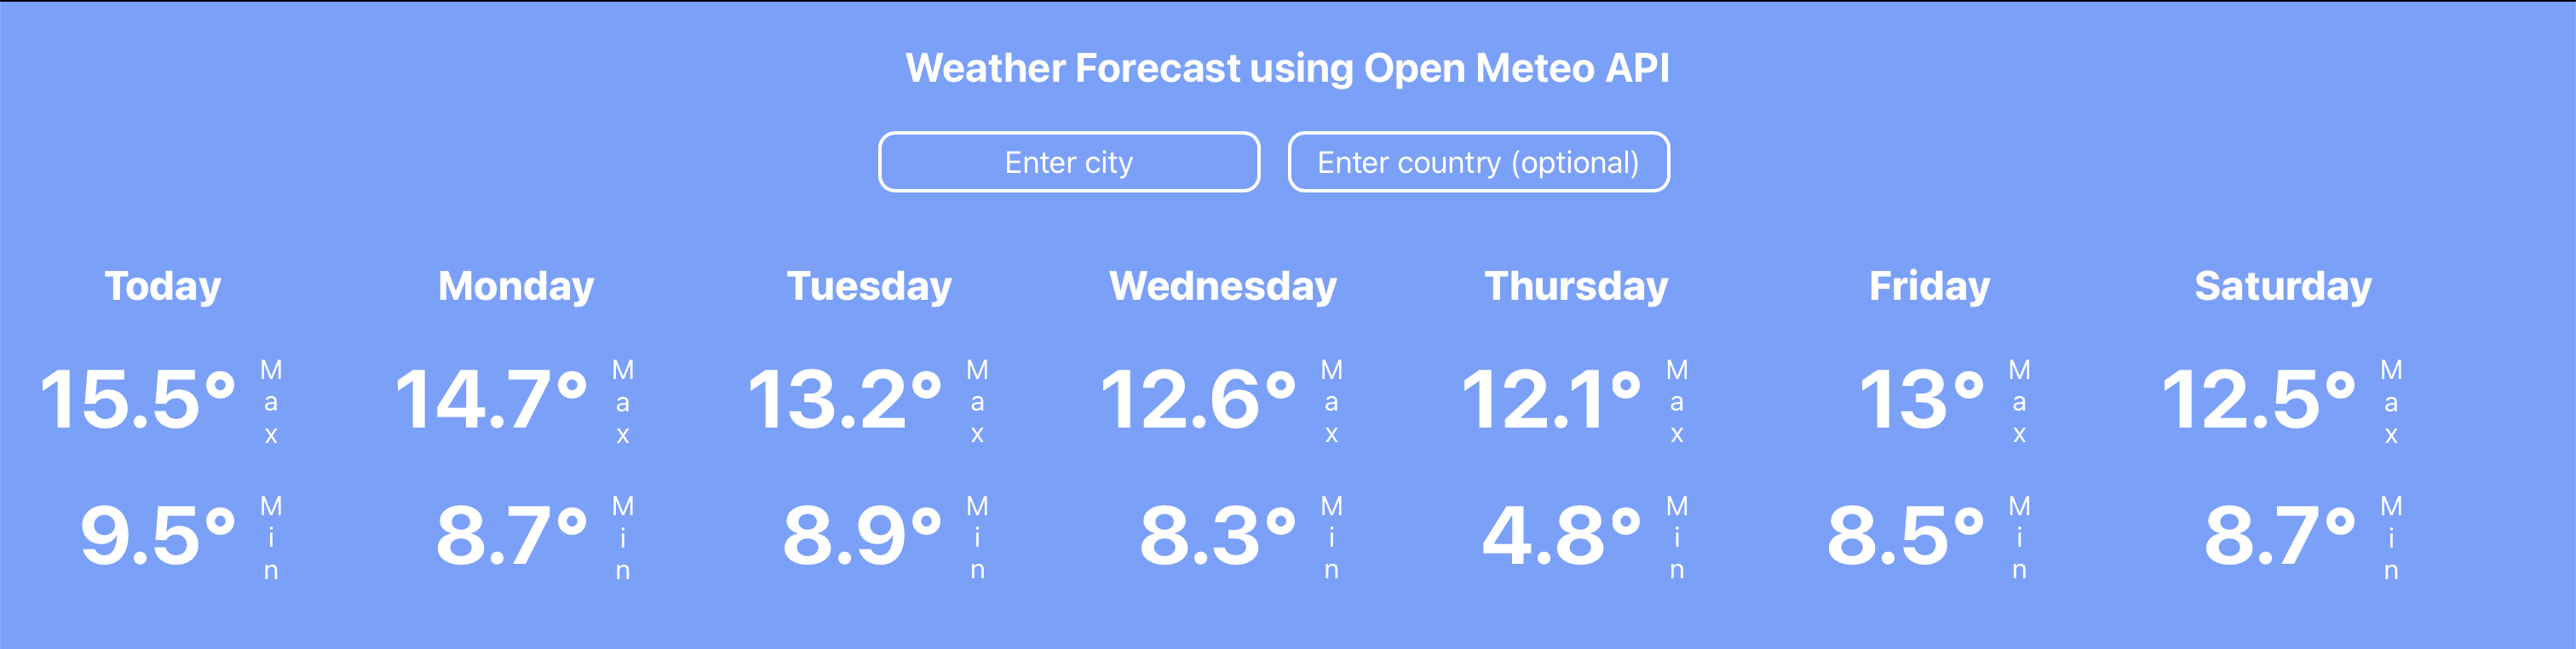 Weather Forecast using Open Meteo API
Enter city Enter country (optional)
Today Monday Tuesday Wednesday Thursday Friday Saturday
15.5° Max 14.7° Max 13.2° Max 12.6° Max 12.1° Max 13° Max 12.5° Max
9.5° Min 8.7° Min 8.9° Min 8.3° Min 4.8° Min 8.5° Min 8.7° Min